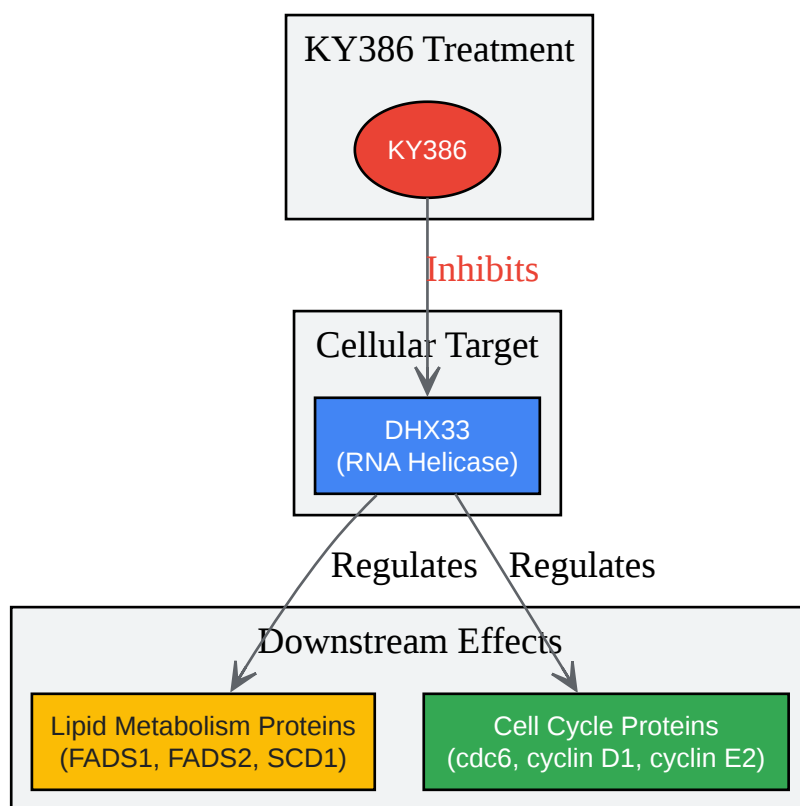 KY386 Treatment
KY386
Inhibits
Cellular Target
DHX33
(RNA Helicase)
Regulates
Regulates
Downstream Effects
Lipid Metabolism Proteins
(FADS1, FADS2, SCD1)
Cell Cycle Proteins
(cdc6, cyclin D1, cyclin E2)